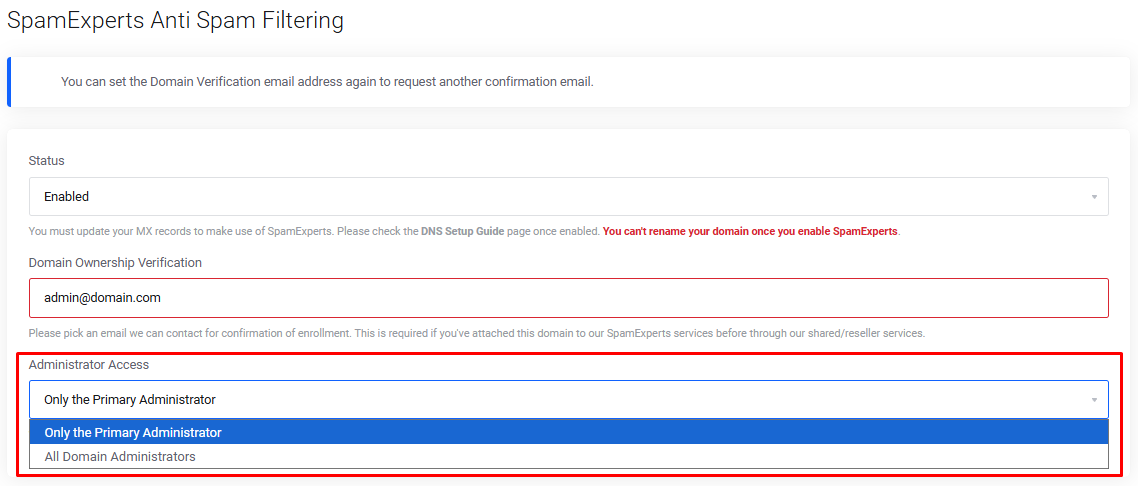 SpamExperts Anti Spam Filtering
You can set the Domain Verification email address again to request another confirmation email.
Status
Enabled
You must update your MX records to make use of SpamExperts. Please check the DNS Setup Guide page once enabled. You can't rename your domain once you enable SpamExperts.
Domain Ownership Verification
admin@domain.com
Please pick an email we can contact for confirmation of enrollment. This is required if you've attached this domain to our SpamExperts services before through our shared/reseller services.
Administrator Access
Only the Primary Administrator
Only the Primary Administrator
All Domain Administrators